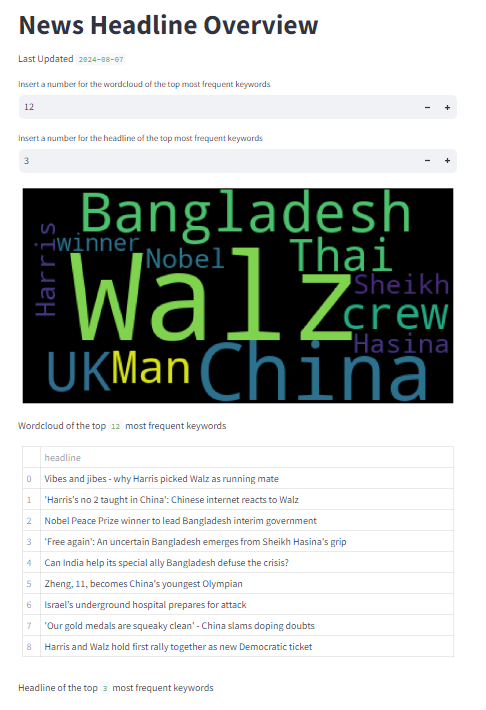 News Headline Overview
Last Updated 2024-08-07
Insert a number for the wordcloud of the top most frequent keywords
12 − +
Insert a number for the headline of the top most frequent keywords
3 − +
Bangladesh
Harris
winner
Nobel
Thai
Walz
Sheikh
crew
Hasina
UK
Man
China
Wordcloud of the top 12 most frequent keywords
headline
0 Vibes and jibes - why Harris picked Walz as running mate
1 'Harris's no 2 taught in China': Chinese internet reacts to Walz
2 Nobel Peace Prize winner to lead Bangladesh interim government
3 'Free again': An uncertain Bangladesh emerges from Sheikh Hasina's grip
4 Can India help its special ally Bangladesh defuse the crisis?
5 Zheng, 11, becomes China's youngest Olympian
6 Israel's underground hospital prepares for attack
7 'Our gold medals are squeaky clean' - China slams doping doubts
8 Harris and Walz hold first rally together as new Democratic ticket
Headline of the top 3 most frequent keywords